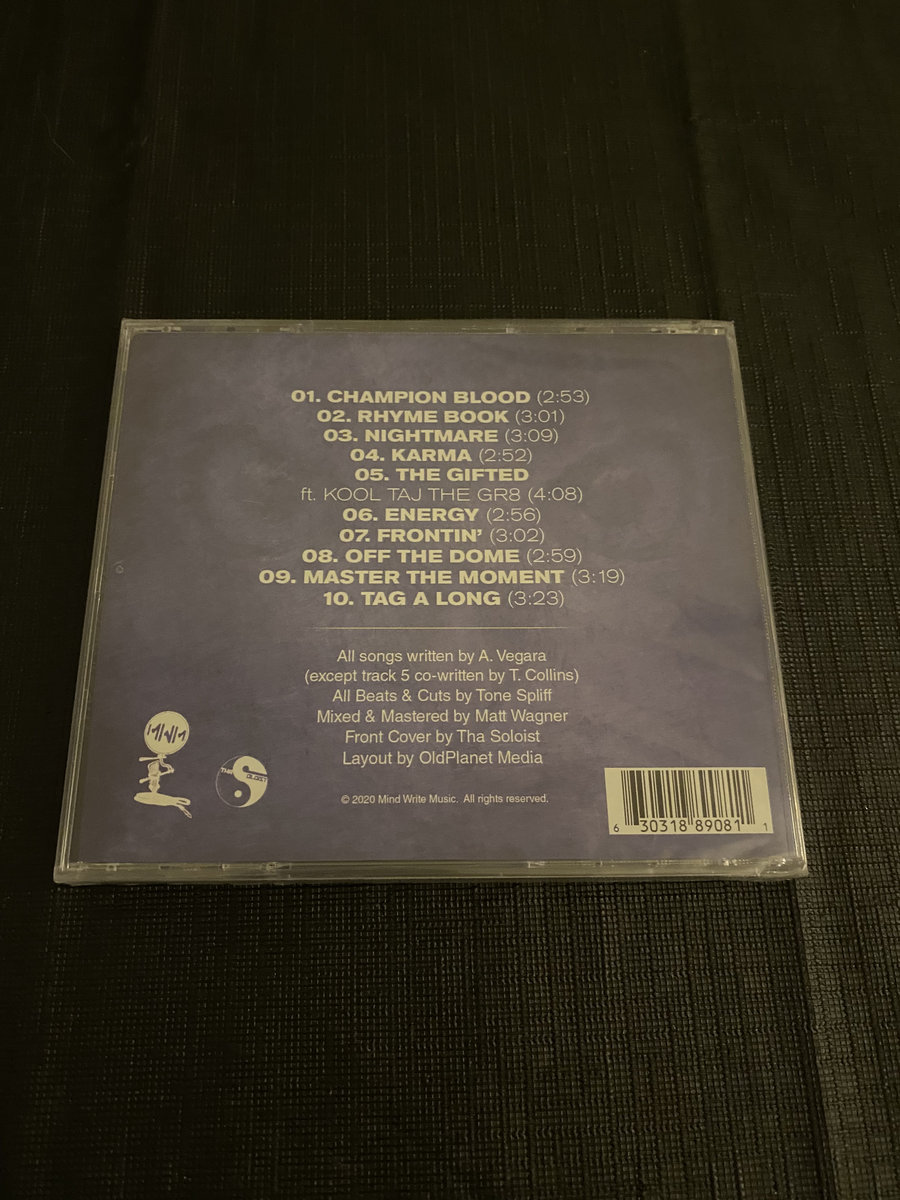 01. CHAMPION BLOOD (2:53)
02. RHYME BOOK (3:01)
03. NIGHTMARE (3:09)
04. KARMA (2:52)
05. THE GIFTED
ft. KOOL TAJ THE GR8 (4:08)
06. ENERGY (2:56)
07. FRONTIN' (3:02)
08. OFF THE DOME (2:59)
09. MASTER THE MOMENT (3:19)
10. TAG A LONG (3:23)
All songs written by A. Vegara
(except track 5 co-written by T. Collins)
All Beats & Cuts by Tone Spliff
Mixed & Mastered by Matt Wagner
Front Cover by Tha Soloist
Layout by OldPlanet Media
© 2020 Mind Write Music. All rights reserved.
6 30318 89081 1